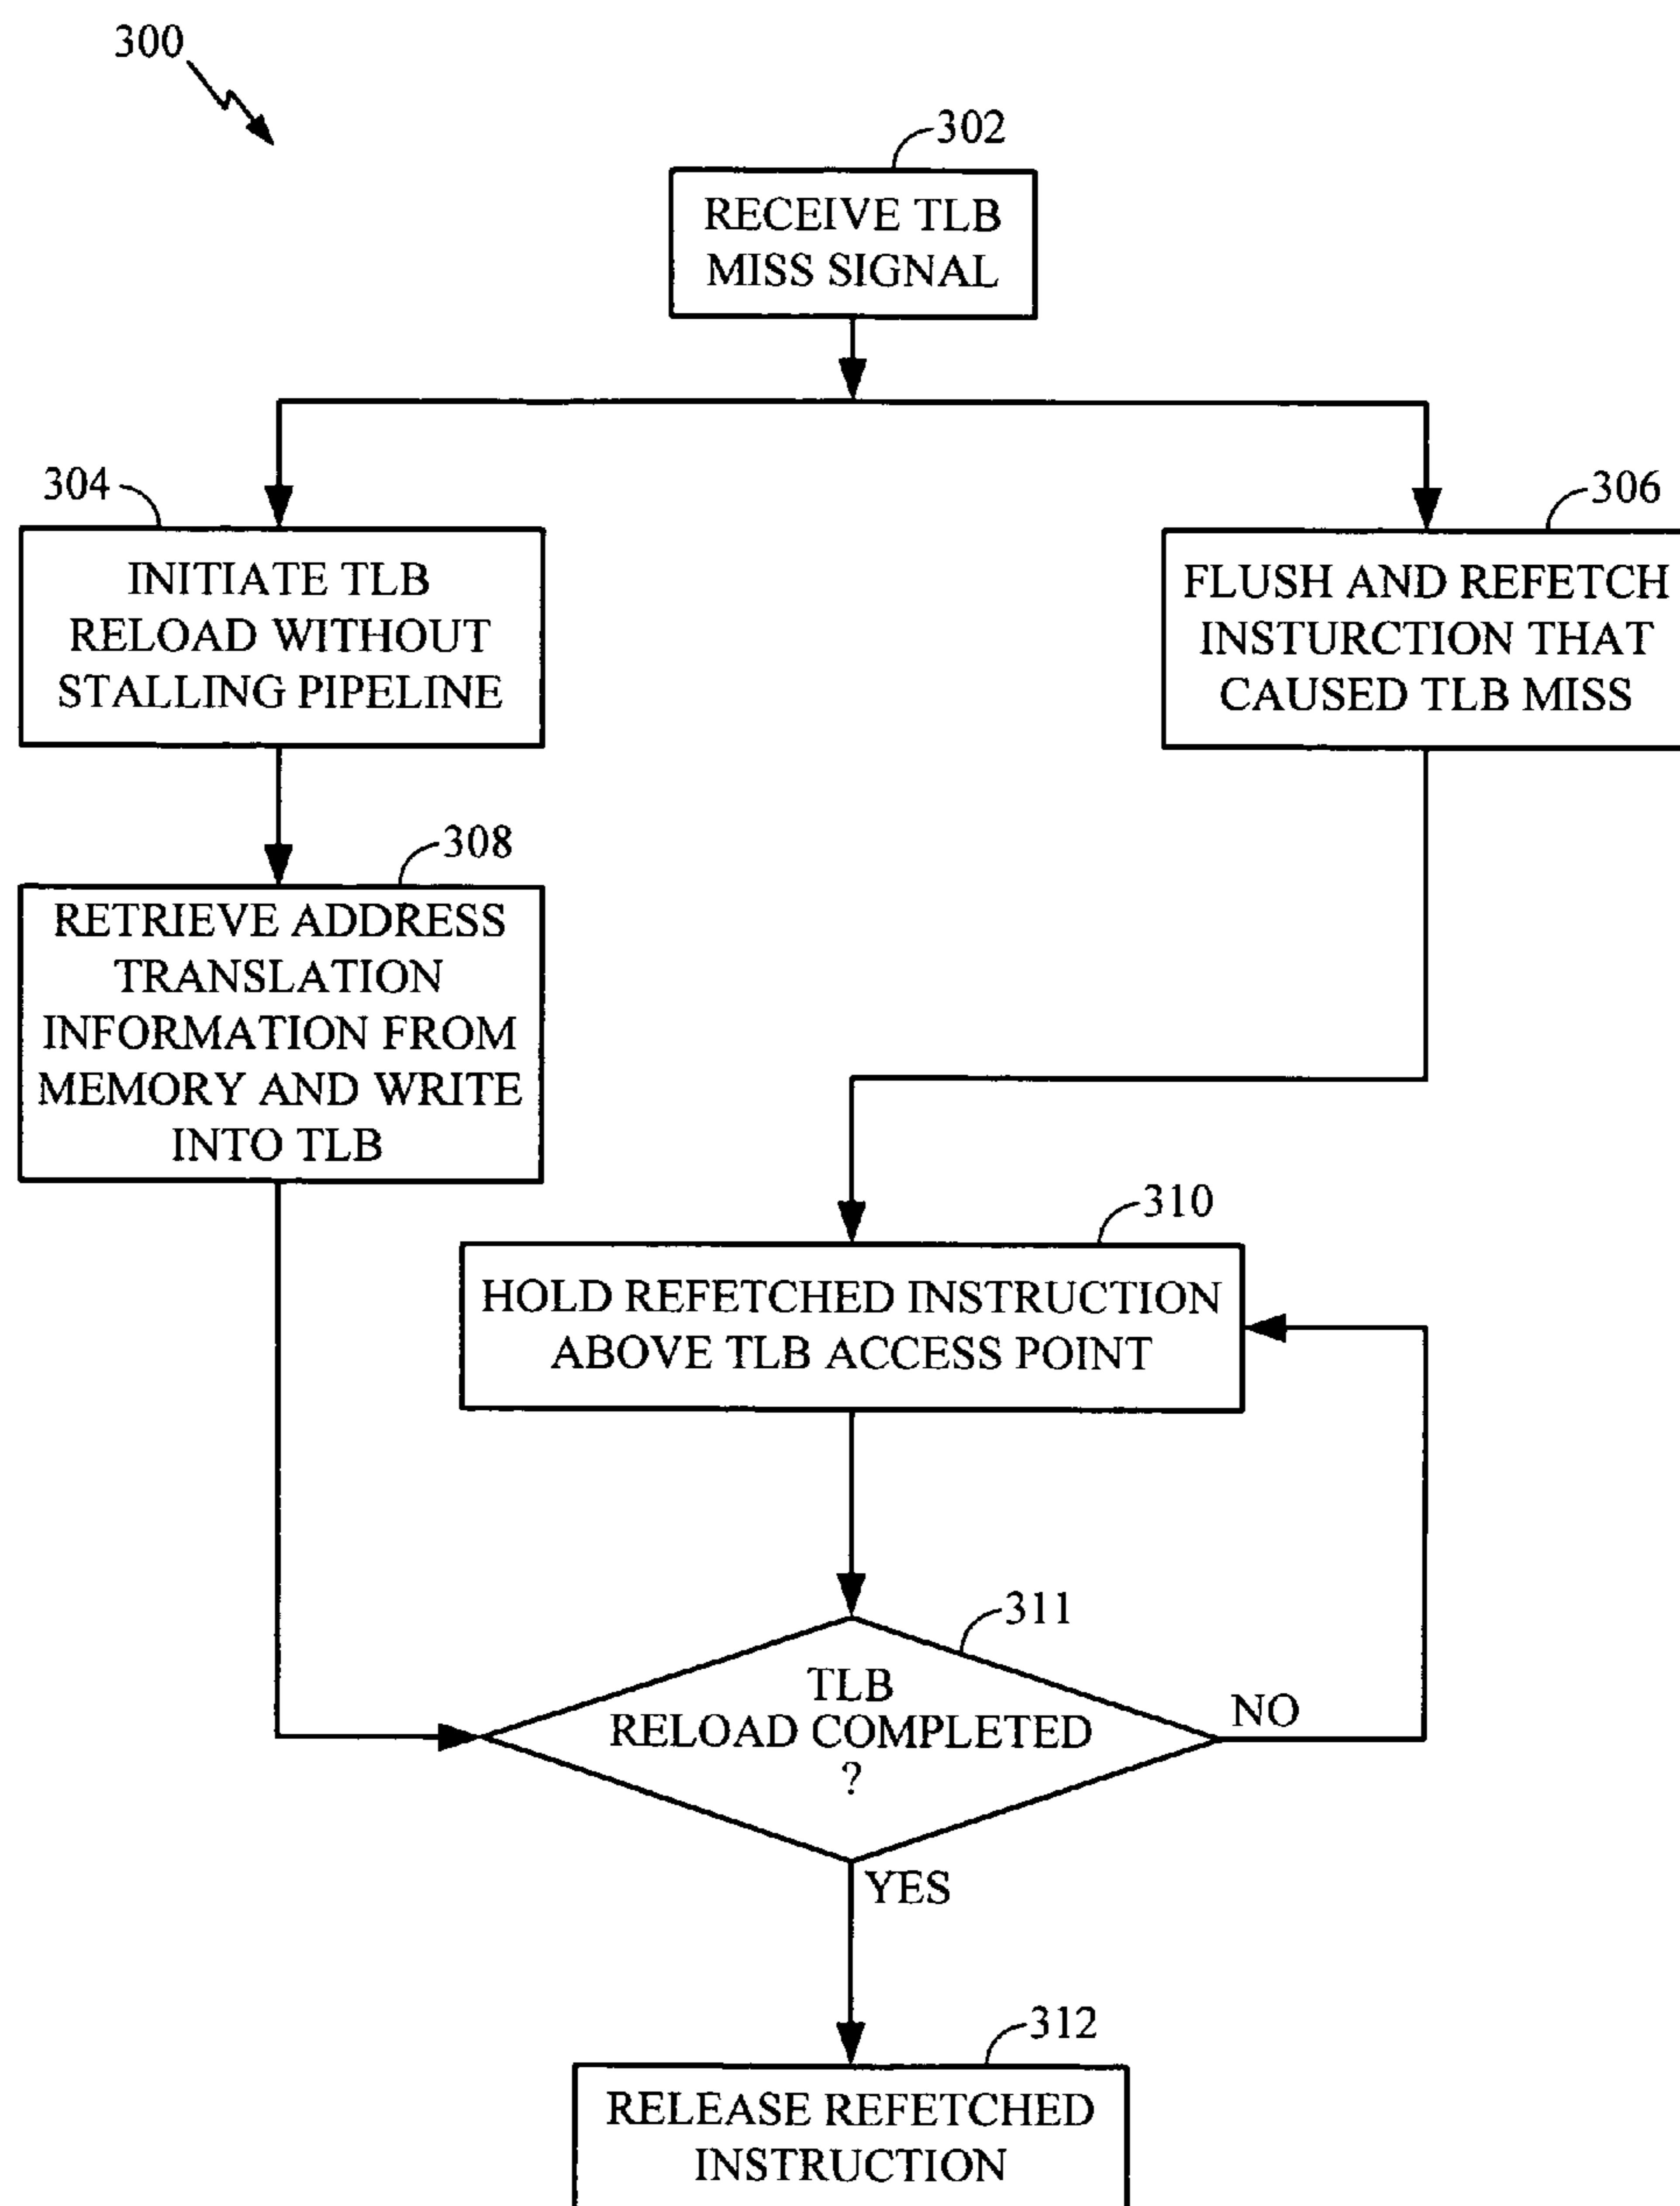 300
302
RECEIVE TLB
MISS SIGNAL
304
INITIATE TLB
RELOAD WITHOUT
STALLING PIPELINE
306
FLUSH AND REFETCH
INSTURCTION THAT
CAUSED TLB MISS
308
RETRIEVE ADDRESS
TRANSLATION
INFORMATION FROM
MEMORY AND WRITE
INTO TLB
310
HOLD REFETCHED INSTRUCTION
ABOVE TLB ACCESS POINT
311
TLB
RELOAD COMPLETED
?
NO
YES
312
RELEASE REFETCHED
INSTRUCTION